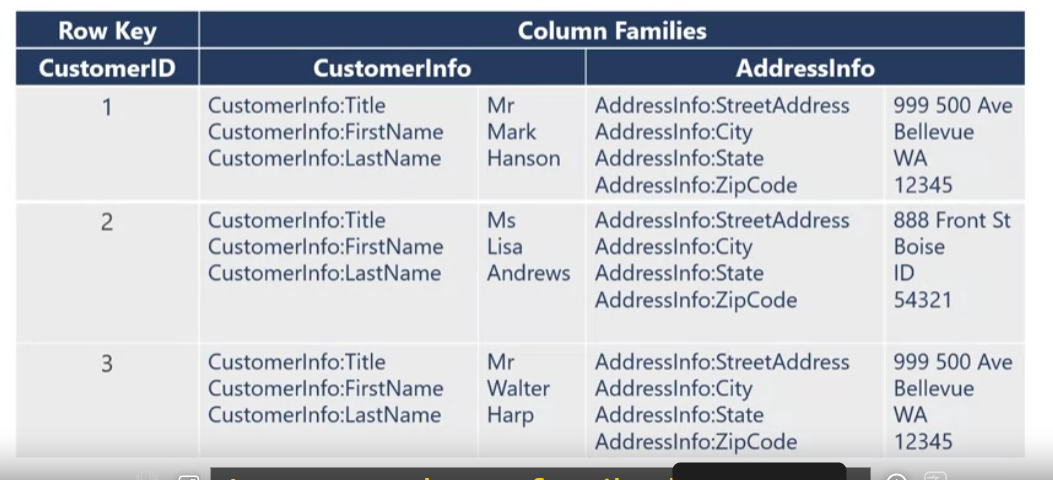 Row Key Column Families
CustomerID CustomerInfo AddressInfo
1 CustomerInfo:Title Mr AddressInfo:StreetAddress 999 500 Ave
CustomerInfo:FirstName Mark AddressInfo:City Bellevue
CustomerInfo:LastName Hanson AddressInfo:State WA
AddressInfo:ZipCode 12345
2 CustomerInfo:Title Ms AddressInfo:StreetAddress 888 Front St
CustomerInfo:FirstName Lisa AddressInfo:City Boise
CustomerInfo:LastName Andrews AddressInfo:State ID
AddressInfo:ZipCode 54321
3 CustomerInfo:Title Mr AddressInfo:StreetAddress 999 500 Ave
CustomerInfo:FirstName Walter AddressInfo:City Bellevue
CustomerInfo:LastName Harp AddressInfo:State WA
AddressInfo:ZipCode 12345